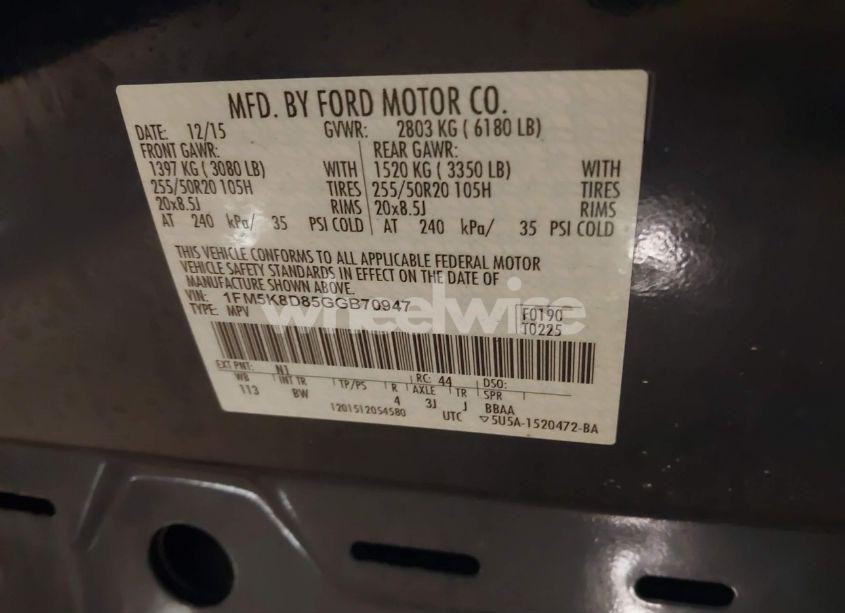 MFD. BY FORD MOTOR CO.
DATE: 12/15 GVWR: 2803 KG ( 6180 LB)
FRONT GAWR: REAR GAWR:
1397 KG ( 3080 LB) WITH 1520 KG ( 3350 LB) WITH
255/50R20 105H TIRES 255/50R20 105H TIRES
20x8.5J RIMS 20x8.5J RIMS
AT 240 kPa/ 35 PSI COLD AT 240 kPa/ 35 PSI COLD
THIS VEHICLE CONFORMS TO ALL APPLICABLE FEDERAL MOTOR
VEHICLE SAFETY STANDARDS IN EFFECT ON THE DATE OF
MANUFACTURE SHOWN ABOVE.
VIN: 1FM5K8D85GGB70947 F0190
TYPE: MPV T0225
wheelwire
EXT PNT: N1 RC: 44 DSO:
WB INT TR TP/PS R AXLE TR SPR
113 BW 4 3J J BBAA
1201512054580 UTC ▽5U5A-1520472-BA